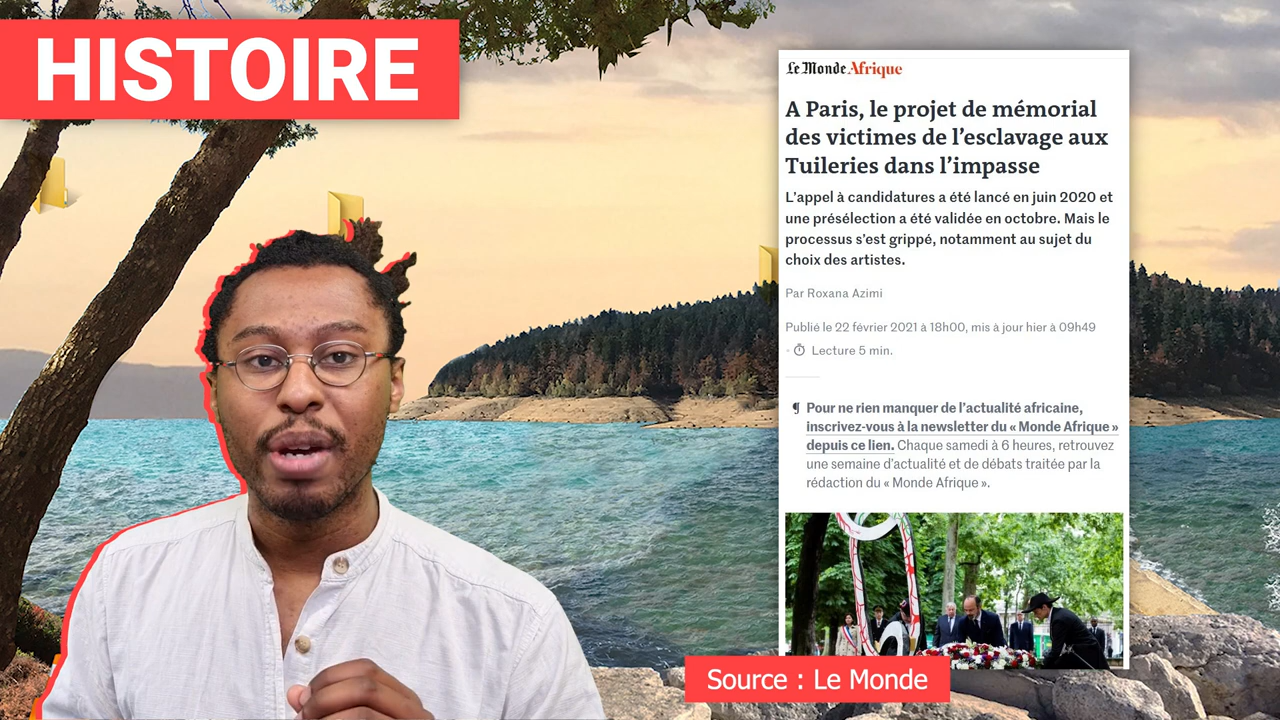 HISTOIRE
Le Monde Afrique
A Paris, le projet de mémorial
des victimes de l'esclavage aux
Tuileries dans l'impasse
L'appel à candidatures a été lancé en juin 2020 et
une présélection a été validée en octobre. Mais le
processus s'est grippé, notamment au sujet du
choix des artistes.
Par Roxana Azimi
Publié le 22 février 2021 à 18h00, mis à jour hier à 09h49
· Lecture 5 min.
¶ Pour ne rien manquer de l'actualité africaine,
inscrivez-vous à la newsletter du « Monde Afrique »
depuis ce lien. Chaque samedi à 6 heures, retrouvez
une semaine d'actualité et de débats traitée par la
rédaction du « Monde Afrique ».
Source : Le Monde